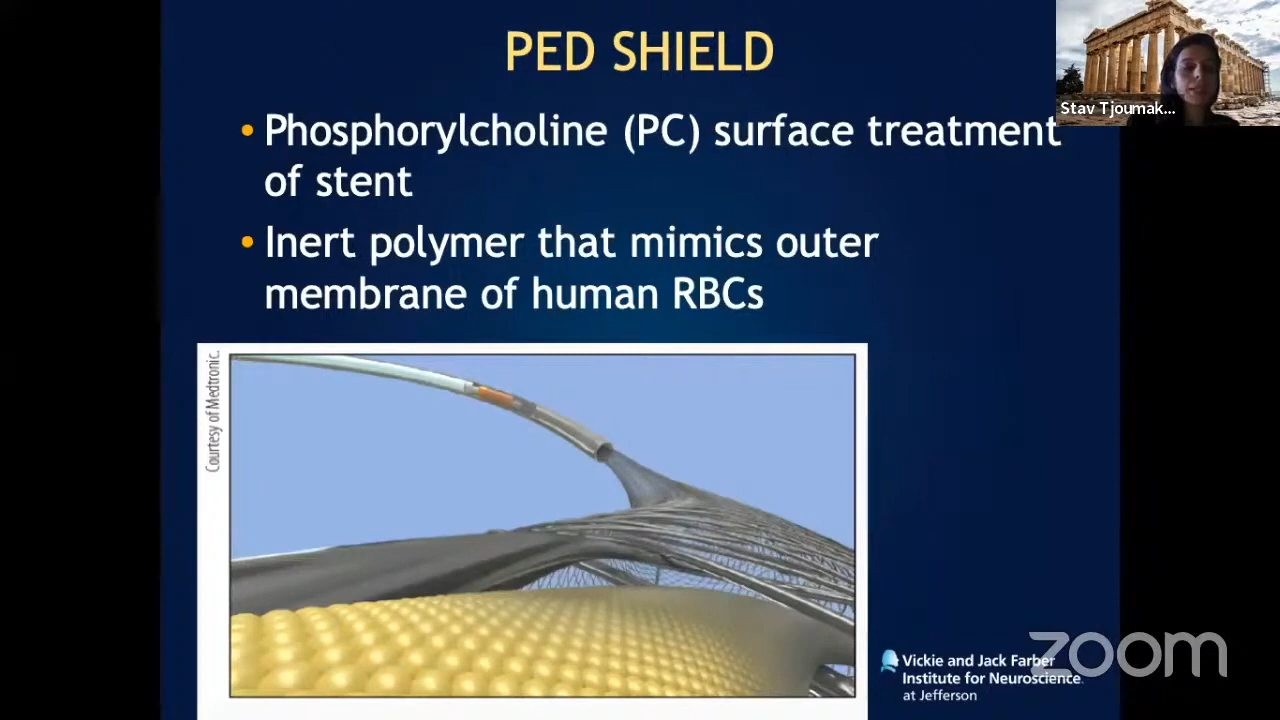 PED SHIELD
Stav Tjoumak...
• Phosphorylcholine (PC) surface treatment
of stent
• Inert polymer that mimics outer
membrane of human RBCs
Courtesy of Medtronic.
Vickie and Jack Farber
Institute for Neuroscience
at Jefferson
zoom